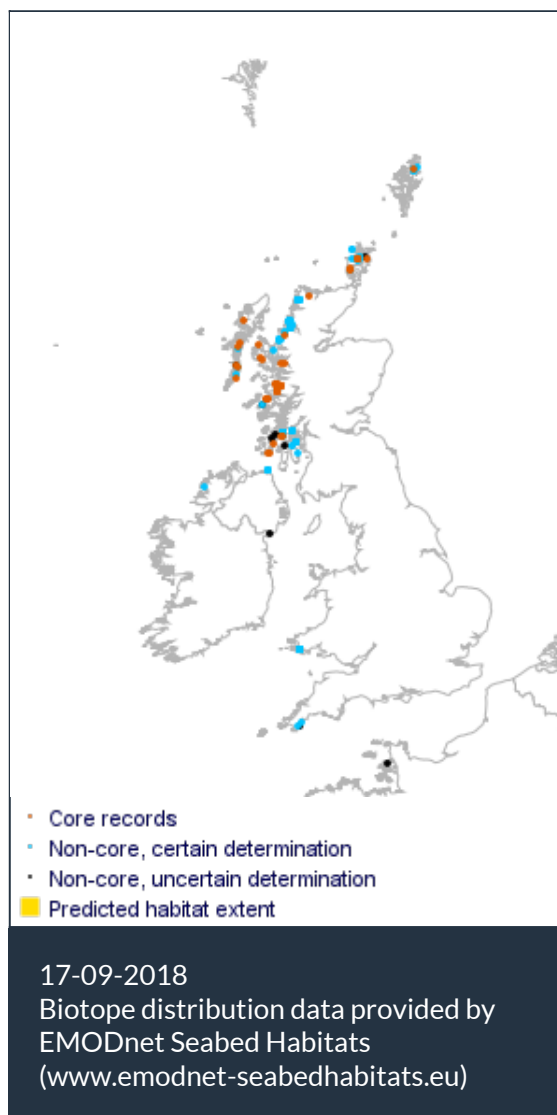 Core records
Non-core, certain determination
Non-core, uncertain determination
Predicted habitat extent
17-09-2018
Biotope distribution data provided by
EMODnet Seabed Habitats
(www.emodnet-seabedhabitats.eu)